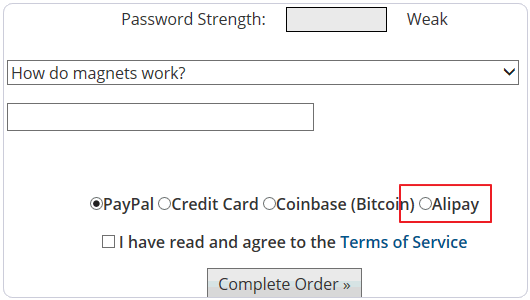 Password Strength: Weak
How do magnets work?
PayPal Credit Card Coinbase (Bitcoin) Alipay
I have read and agree to the Terms of Service
Complete Order »